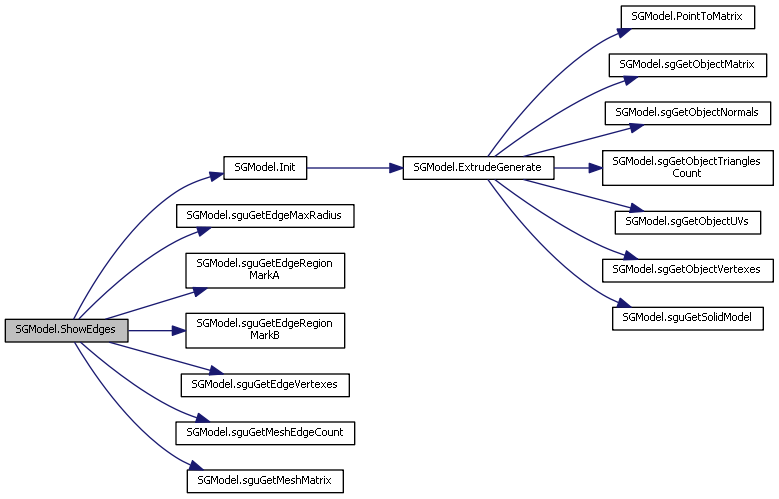 SGModel.PointToMatrix
SGModel.sgGetObjectMatrix
SGModel.sgGetObjectNormals
SGModel.Init
SGModel.ExtrudeGenerate
SGModel.sgGetObjectTriangles
Count
SGModel.sguGetEdgeMaxRadius
SGModel.sgGetObjectUVs
SGModel.sguGetEdgeRegion
MarkA
SGModel.sgGetObjectVertexes
SGModel.ShowEdges
SGModel.sguGetEdgeRegion
MarkB
SGModel.sguGetSolidModel
SGModel.sguGetEdgeVertexes
SGModel.sguGetMeshEdgeCount
SGModel.sguGetMeshMatrix